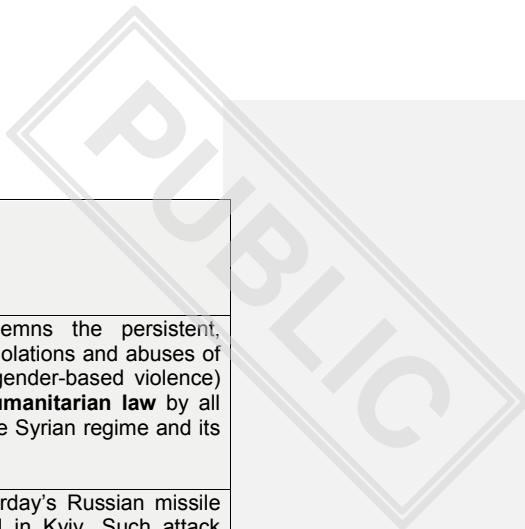 PUBLIC
emns the persistent,
olations and abuses of
gender-based violence)
umanitarian law by all
e Syrian regime and its
rday's Russian missile
in Kyiv. Such attack